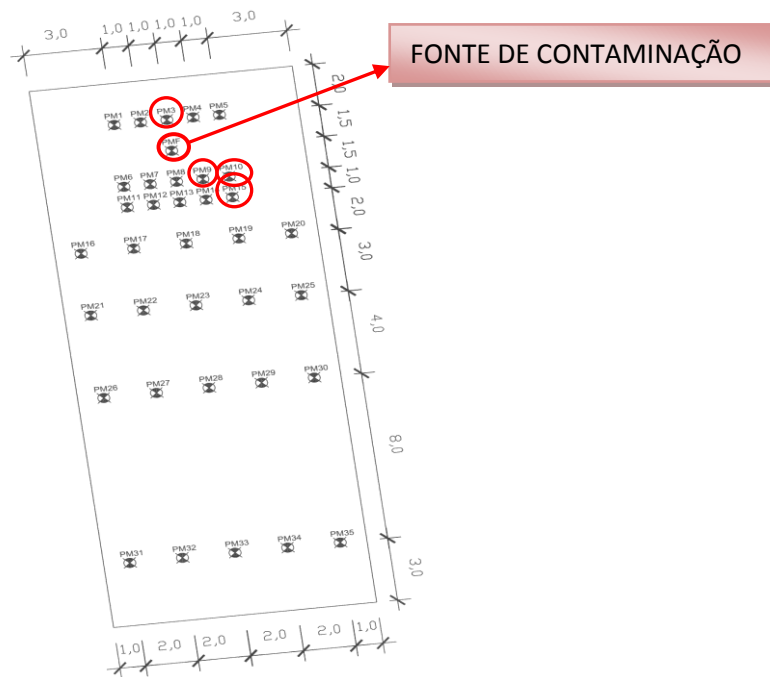 3,0 1,0 1,0 1,0 1,0 3,0
FONTE DE CONTAMINAÇÃO
2,0
PM1 PM2 PM3 PM4 PM5
1,5
PMF
1,5
PM6 PM7 PM8 PM9 PM10
1,0
PM11 PM12 PM13 PM15
2,0
PM16 PM17 PM18 PM19 PM20
3,0
PM21 PM22 PM23 PM24 PM25
4,0
PM26 PM27 PM28 PM29 PM30
8,0
PM31 PM32 PM33 PM34 PM35
3,0
1,0 2,0 2,0 2,0 2,0 1,0